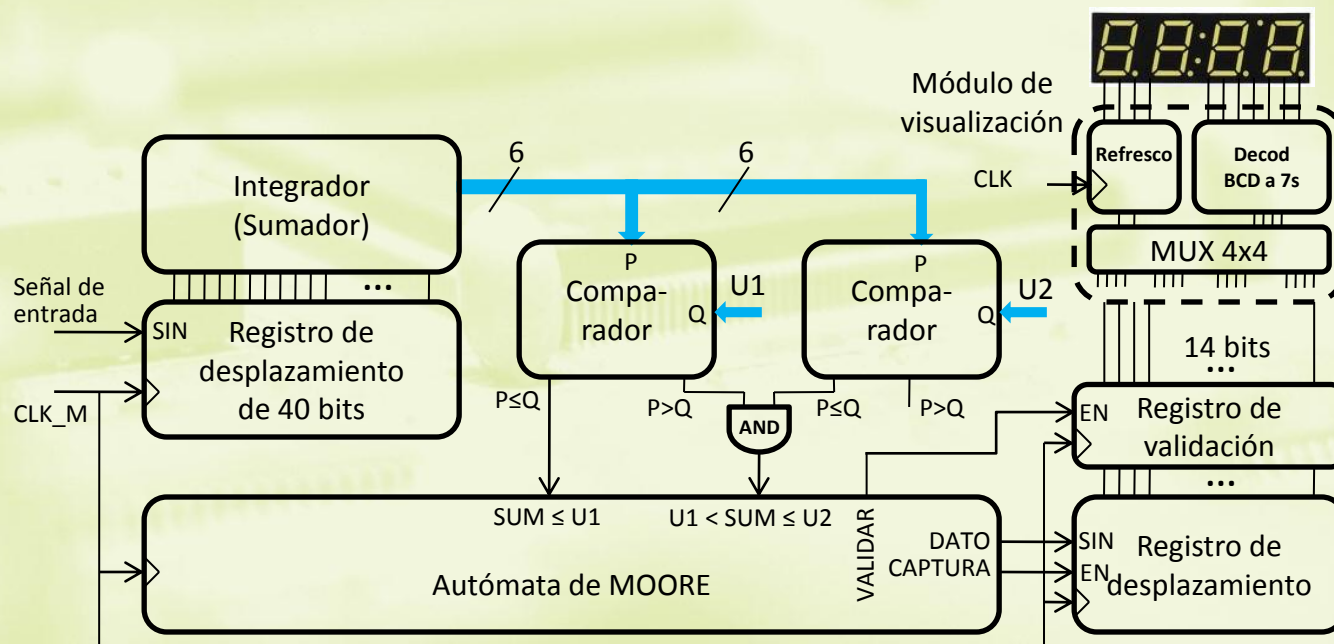 Módulo de
visualización
Refresco
Decod
BCD a 7s
CLK
MUX 4x4
6
6
Integrador
(Sumador)
...
Señal de
entrada
SIN
Registro de
desplazamiento
de 40 bits
CLK_M
P
Compa-
rador
Q
U1
P
Compa-
rador
Q
U2
P≤Q
P>Q
P≤Q
P>Q
AND
14 bits
...
EN
Registro de
validación
...
SUM ≤ U1
U1 < SUM ≤ U2
VALIDAR
DATO
CAPTURA
Autómata de MOORE
SIN
EN
Registro de
desplazamiento